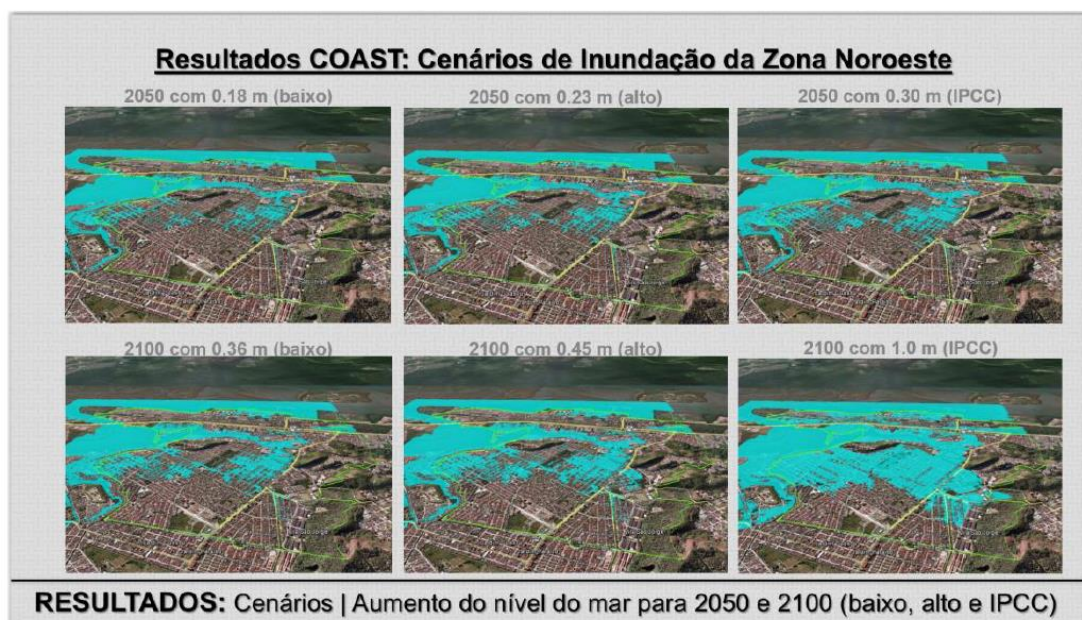 Resultados COAST: Cenários de Inundação da Zona Noroeste
2050 com 0.18 m (baixo)
2050 com 0.23 m (alto)
2050 com 0.30 m (IPCC)
2100 com 0.36 m (baixo)
2100 com 0.45 m (alto)
2100 com 1.0 m (IPCC)
RESULTADOS: Cenários | Aumento do nível do mar para 2050 e 2100 (baixo, alto e IPCC)